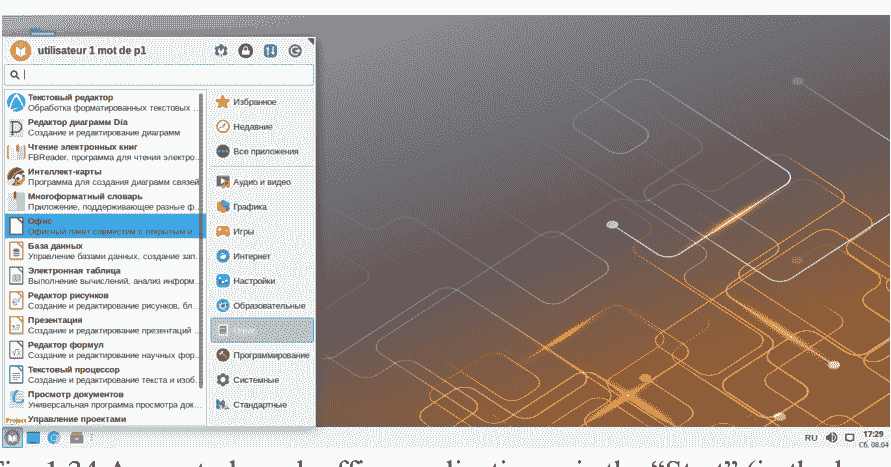 utilisateur 1 mot de p1
Текстовый редактор
Обработка форматированных текстовых ...
Редактор диаграмм Dia
Создание и редактирование диаграмм
Чтение электронных книг
FBReader, программа для чтения электро...
Интеллект-карты
Программа для создания диаграмм связей
Многоформатный словарь
Приложение, поддерживающее разные ф...
Офис
Офисный пакет совместим с открытым и ...
База данных
Управление базами данных, создание зап...
Электронная таблица
Выполнение вычислений, анализ информ...
Редактор рисунков
Создание и редактирование рисунков, бл...
Презентация
Создание и редактирование презентаций ...
Редактор формул
Создание и редактирование научных фор...
Текстовый процессор
Создание и редактирование текста и изоб...
Просмотр документов
Универсальная программа просмотра док...
Project Управление проектами
Избранное
Недавние
Все приложения
Аудио и видео
Графика
Игры
Интернет
Настройки
Образовательные
Офис
Программирование
Системные
Стандартные
RU 17:29
Сб, 08.04